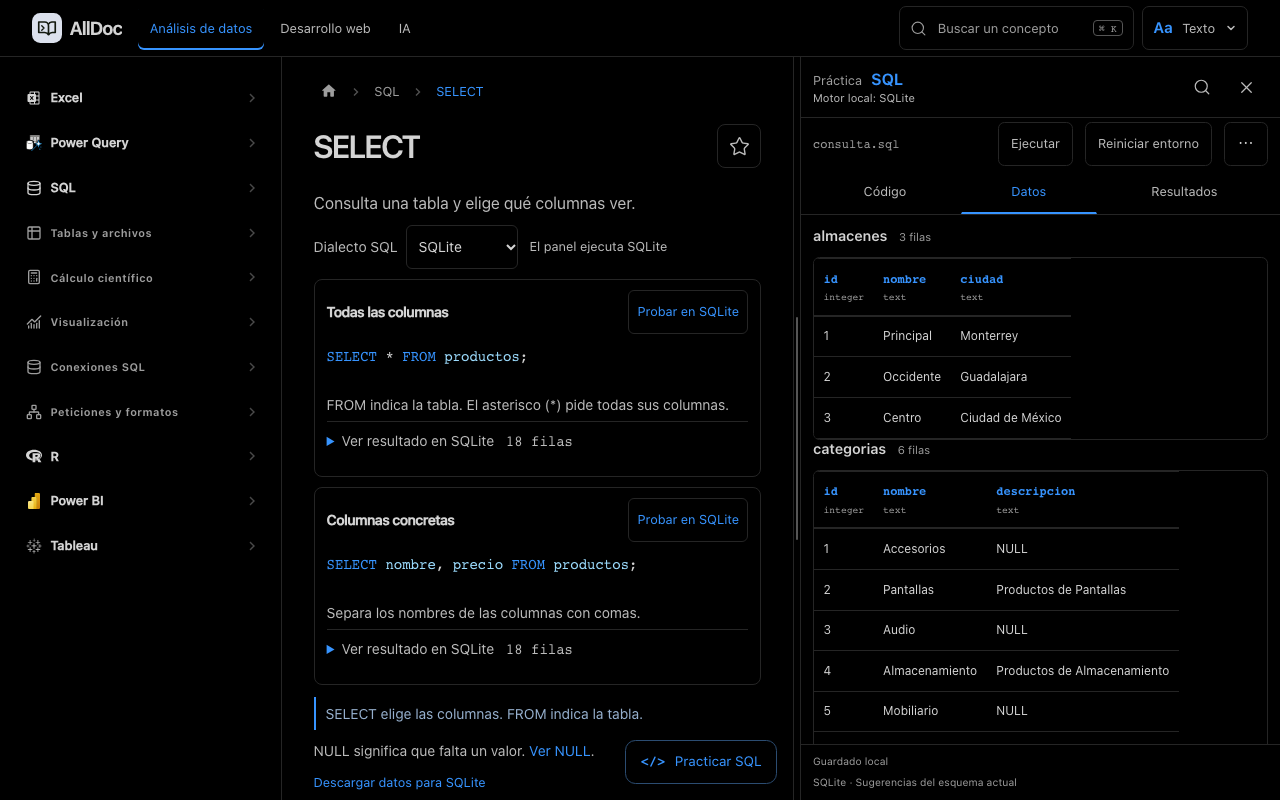 AllDoc
Análisis de datos
Desarrollo web
IA
Buscar un concepto
⌘ K
Aa Texto
Excel
Power Query
SQL
Tablas y archivos
Cálculo científico
Visualización
Conexiones SQL
Peticiones y formatos
R
Power BI
Tableau
SQL
SELECT
SELECT
Consulta una tabla y elige qué columnas ver.
Dialecto SQL SQLite El panel ejecuta SQLite
Todas las columnas
Probar en SQLite
SELECT * FROM productos;
FROM indica la tabla. El asterisco (*) pide todas sus columnas.
Ver resultado en SQLite 18 filas
Columnas concretas
Probar en SQLite
SELECT nombre, precio FROM productos;
Separa los nombres de las columnas con comas.
Ver resultado en SQLite 18 filas
SELECT elige las columnas. FROM indica la tabla.
NULL significa que falta un valor. Ver NULL.
Descargar datos para SQLite
</> Practicar SQL
Práctica SQL
Motor local: SQLite
consulta.sql
Ejecutar
Reiniciar entorno
...
Código
Datos
Resultados
almacenes 3 filas
id nombre ciudad
integer text text
1 Principal Monterrey
2 Occidente Guadalajara
3 Centro Ciudad de México
categorias 6 filas
id nombre descripcion
integer text text
1 Accesorios NULL
2 Pantallas Productos de Pantallas
3 Audio NULL
4 Almacenamiento Productos de Almacenamiento
5 Mobiliario NULL
Guardado local
SQLite · Sugerencias del esquema actual